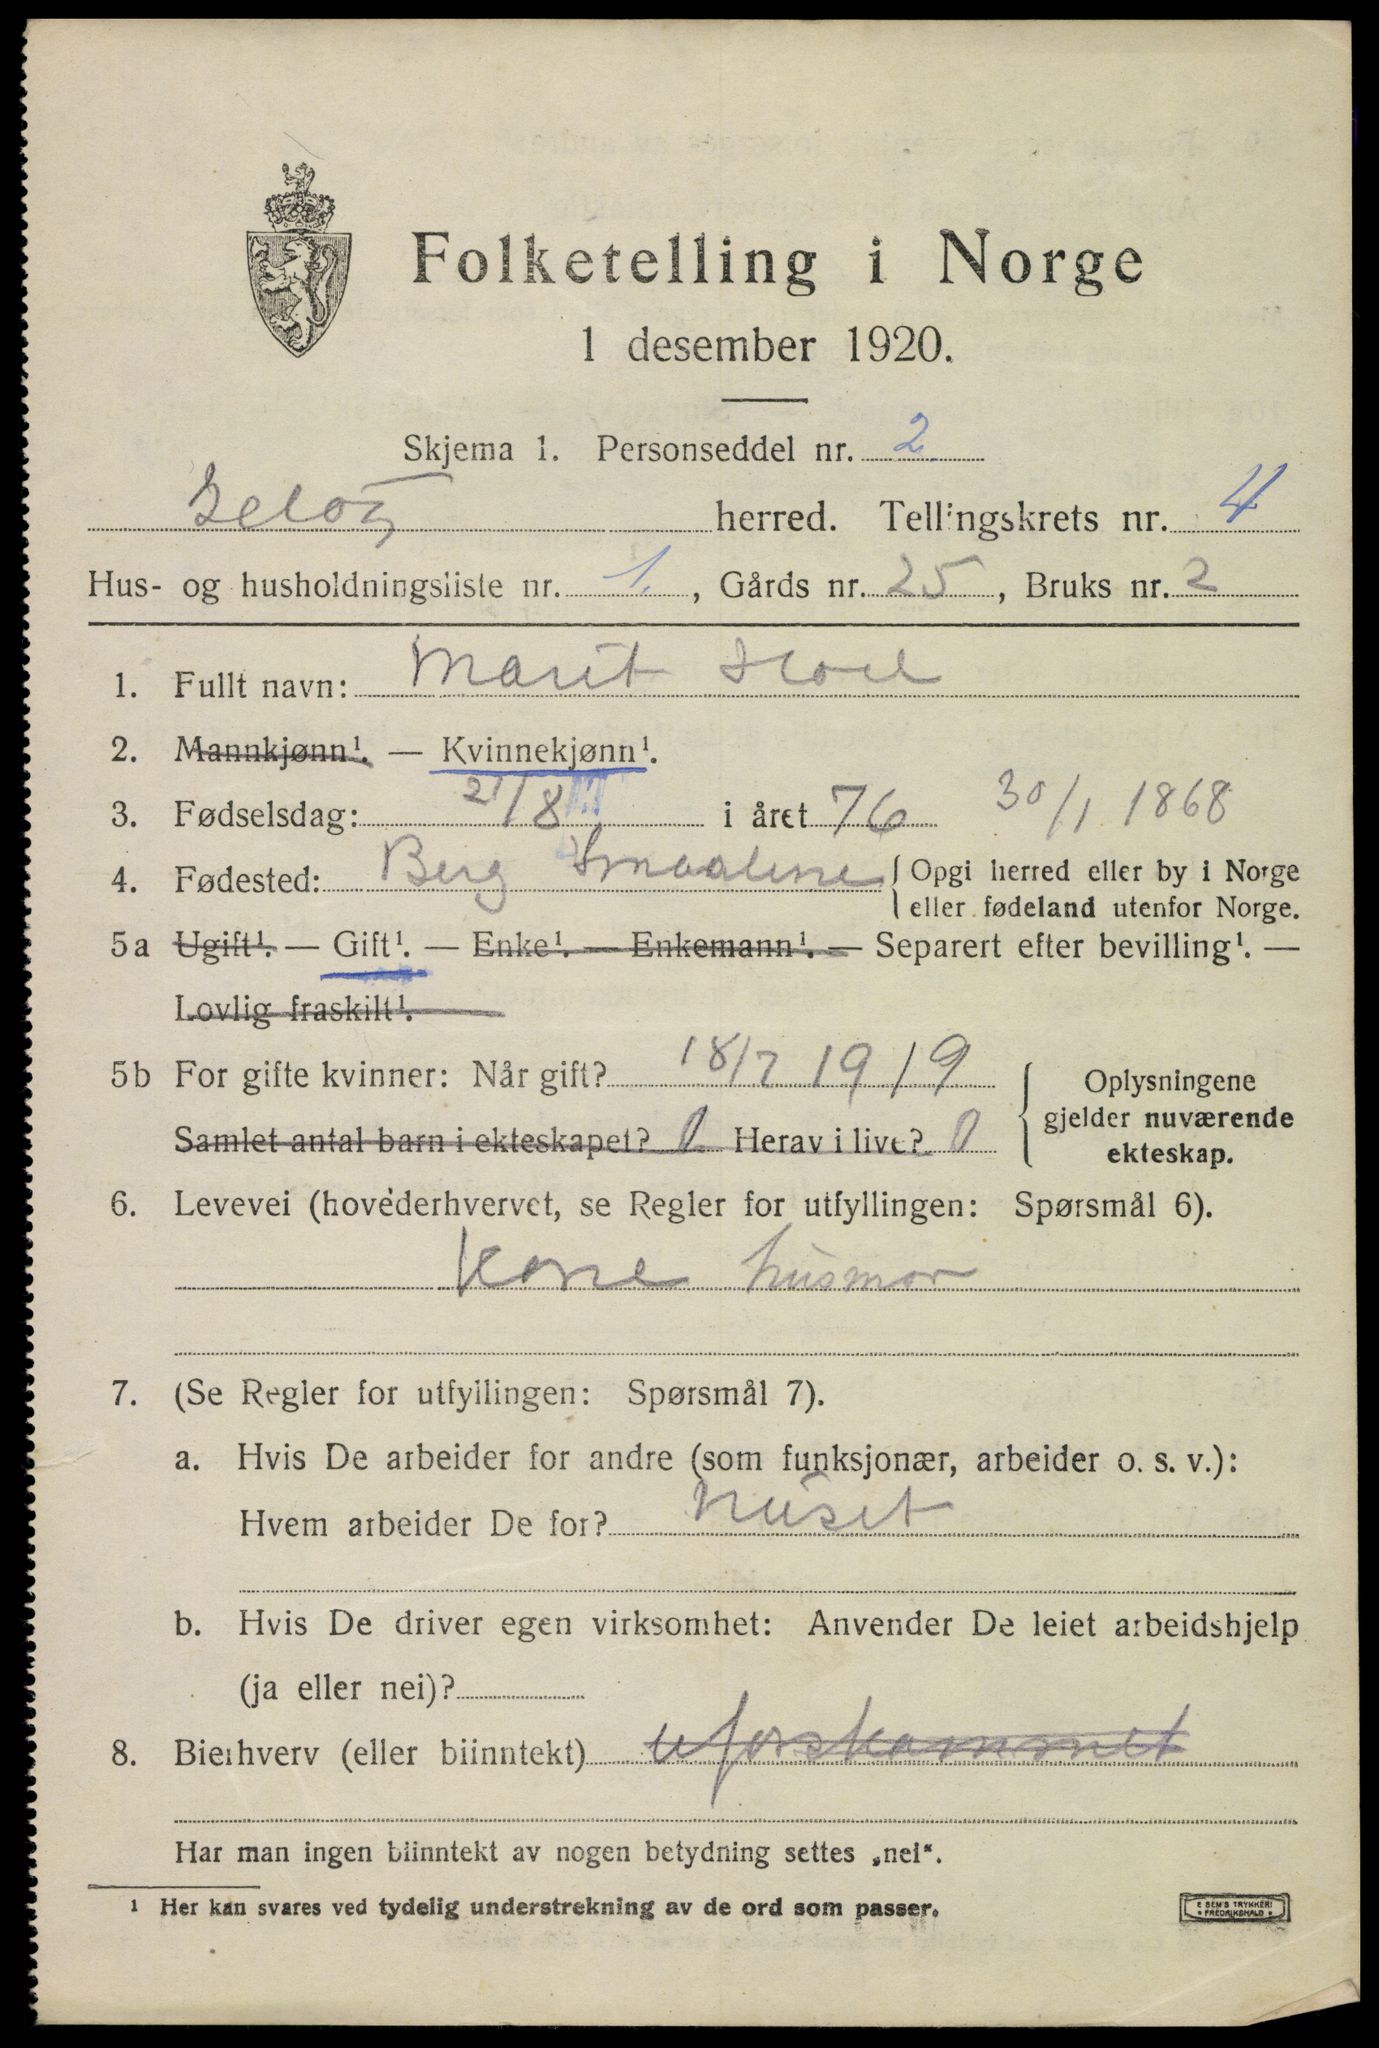 Folketelling i Norge
1 desember 1920.
Skjema 1. Personseddel nr. 2
herred. Tellingskrets nr. 4
Hus- og husholdningsliste nr. 1. , Gårds nr. 25 , Bruks nr. 2
1. Fullt navn: Marit
2. Mannkjønn¹. — Kvinnekjønn¹.
3. Fødselsdag: 21/8 i året 76 30/1 1868
4. Fødested: Berg Smaalene { Opgi herred eller by i Norge
eller fødeland utenfor Norge.
5a Ugift¹. — Gift¹. — Enke¹. — Enkemann¹. — Separert efter bevilling¹. —
Lovlig fraskilt¹.
5b For gifte kvinner: Når gift? 18/7 1919
Samlet antal barn i ekteskapet? 0 Herav i live? 0
{ Oplysningene
gjelder nuværende
ekteskap.
6. Levevei (hovederhvervet, se Regler for utfyllingen: Spørsmål 6).
Kone husmor
7. (Se Regler for utfyllingen: Spørsmål 7).
a. Hvis De arbeider for andre (som funksjonær, arbeider o. s. v.):
Hvem arbeider De for? huset
b. Hvis De driver egen virksomhet: Anvender De leiet arbeidshjelp
(ja eller nei)?
8. Bierhverv (eller biinntekt) uforskammet
Har man ingen biinntekt av nogen betydning settes „nei“.
¹ Her kan svares ved tydelig understrekning av de ord som passer.
E SEM'S TRYKKERI
* FREDRIKSHALD *